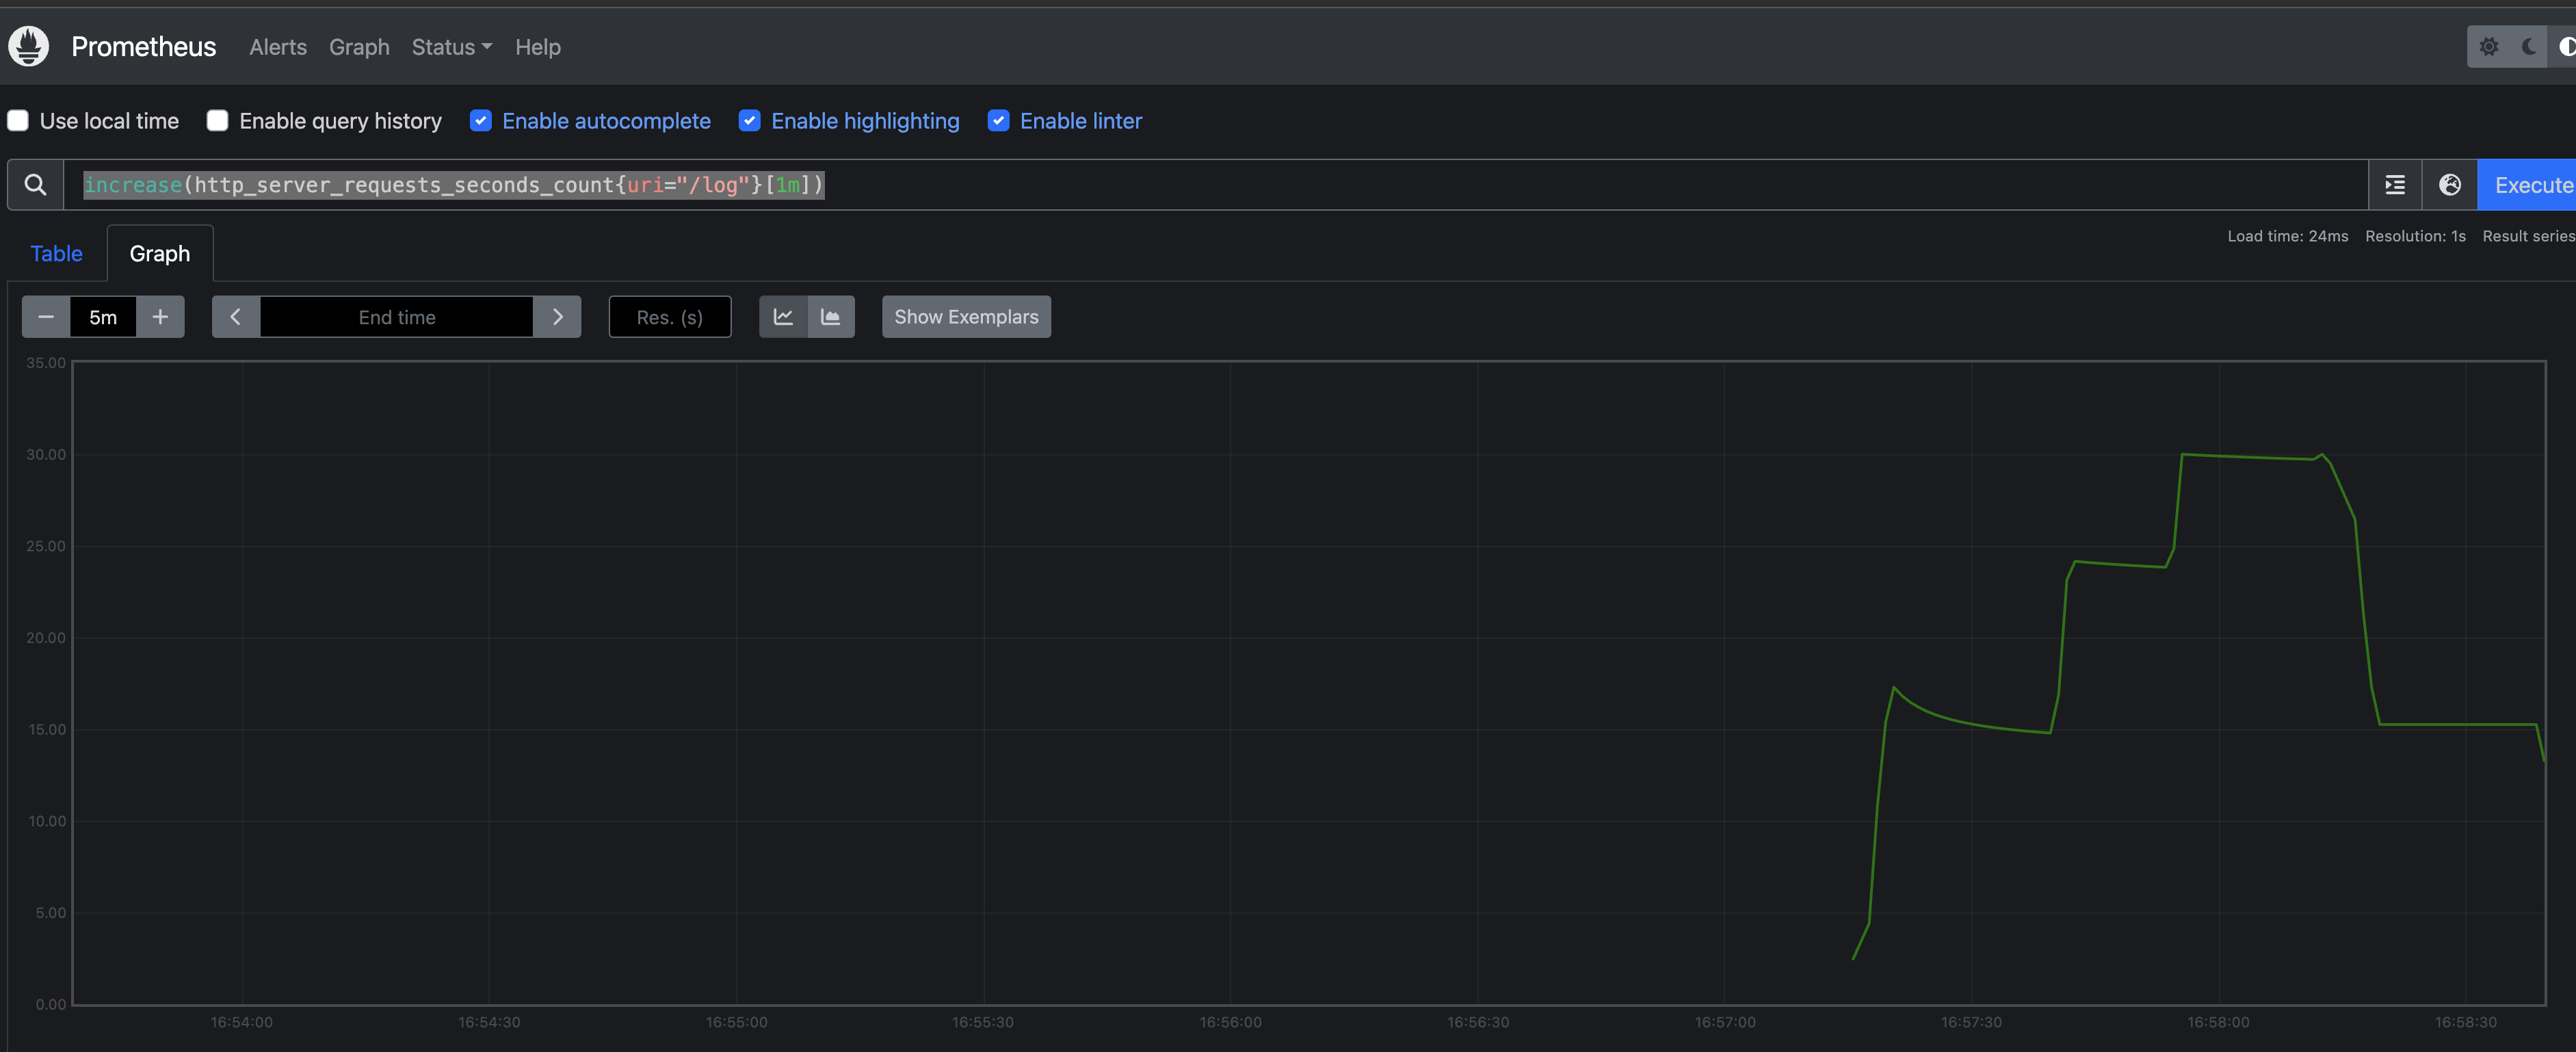 Prometheus Alerts Graph Status Help
Use local time Enable query history Enable autocomplete Enable highlighting Enable linter
increase(http_server_requests_seconds_count{uri="/log"}[1m]) Execute
Table Graph Load time: 24ms Resolution: 1s Result series
5m End time Res. (s) Show Exemplars
35.00
30.00
25.00
20.00
15.00
10.00
5.00
0.00
16:54:00 16:54:30 16:55:00 16:55:30 16:56:00 16:56:30 16:57:00 16:57:30 16:58:00 16:58:30